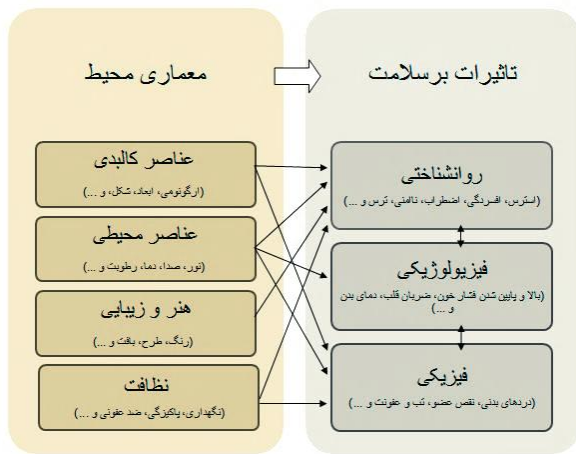 معماری محیط
تاثیرات برسلامت
عناصر کالبدی
(ارگونومی، ابعاد، شکل، و ...)
عناصر محیطی
(نور، صدا، دما، رطوبت و ...)
هنر و زیبایی
(رنگ، طرح، بافت و ...)
نظافت
(نگهداری، پاکیزگی، ضد عفونی و ...)
روانشناختی
(استرس، افسردگی، اضطراب، ناامنی، ترس و ...)
فیزیولوژیکی
(بالا و پایین شدن فشار خون، ضربان قلب، دمای بدن
و ...)
فیزیکی
(دردهای بدنی، نقص عضو، تب و عفونت و ...)